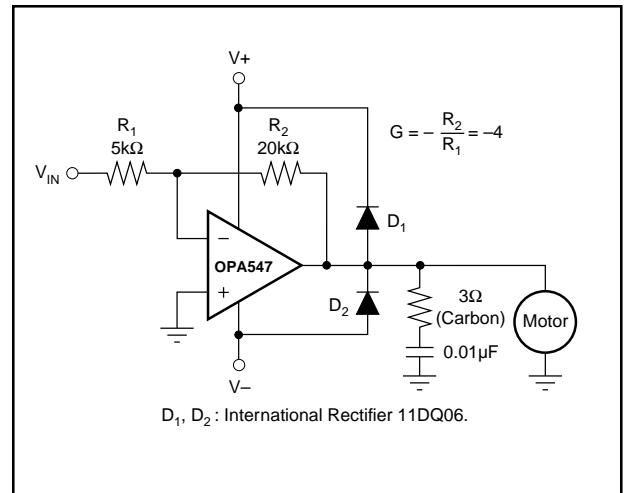 V+
R1
5kΩ
R2
20kΩ
G = – R2/R1 = –4
VIN
–
OPA547
+
D1
D2
3Ω
(Carbon)
0.01µF
Motor
V–
D1, D2 : International Rectifier 11DQ06.